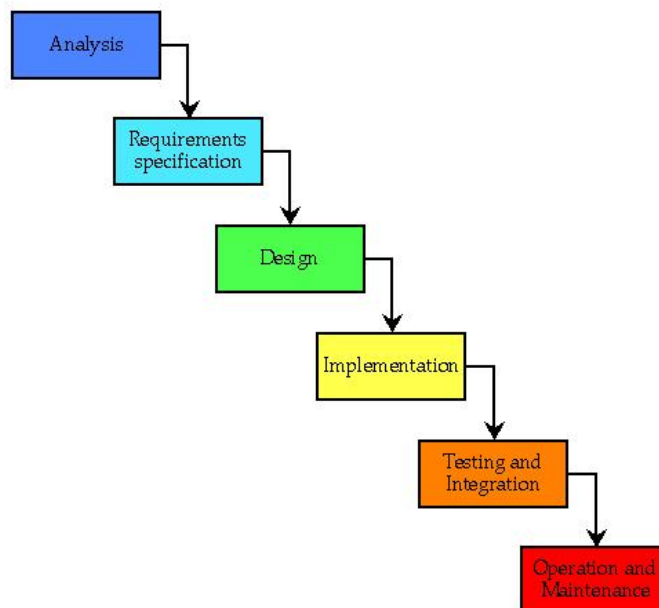 Analysis
Requirements
specification
Design
Implementation
Testing and
Integration
Operation and
Maintenance